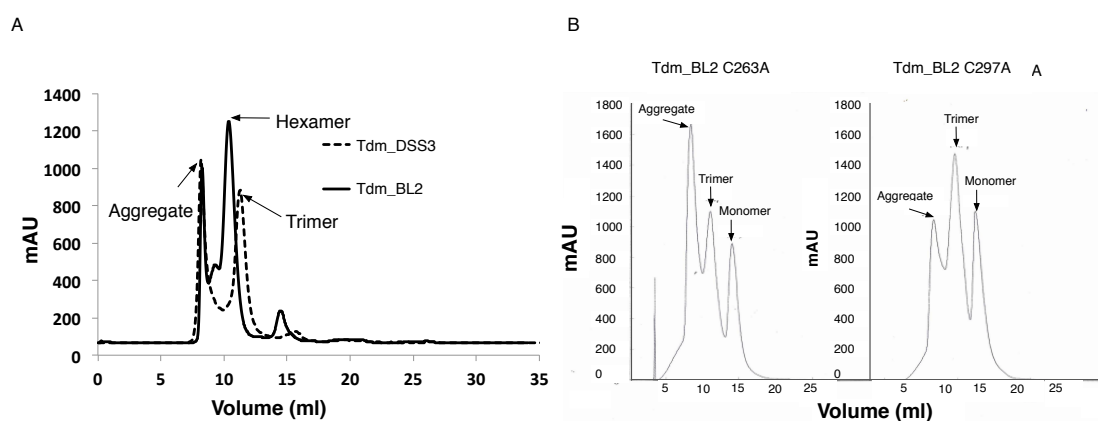 A
1400
1200
1000
800
600
400
200
0
mAU
Hexamer
Tdm_DSS3
Tdm_BL2
Aggregate
Trimer
0 5 10 15 20 25 30 35
Volume (ml)
B
Tdm_BL2 C263A
1800
1600
1400
1200
1000
800
600
400
200
0
mAU
Aggregate
Trimer
Monomer
5 10 15 20 25
Tdm_BL2 C297A A
1800
1600
1400
1200
1000
800
600
400
200
0
mAU
Trimer
Aggregate
Monomer
5 10 15 20 25
Volume (ml)